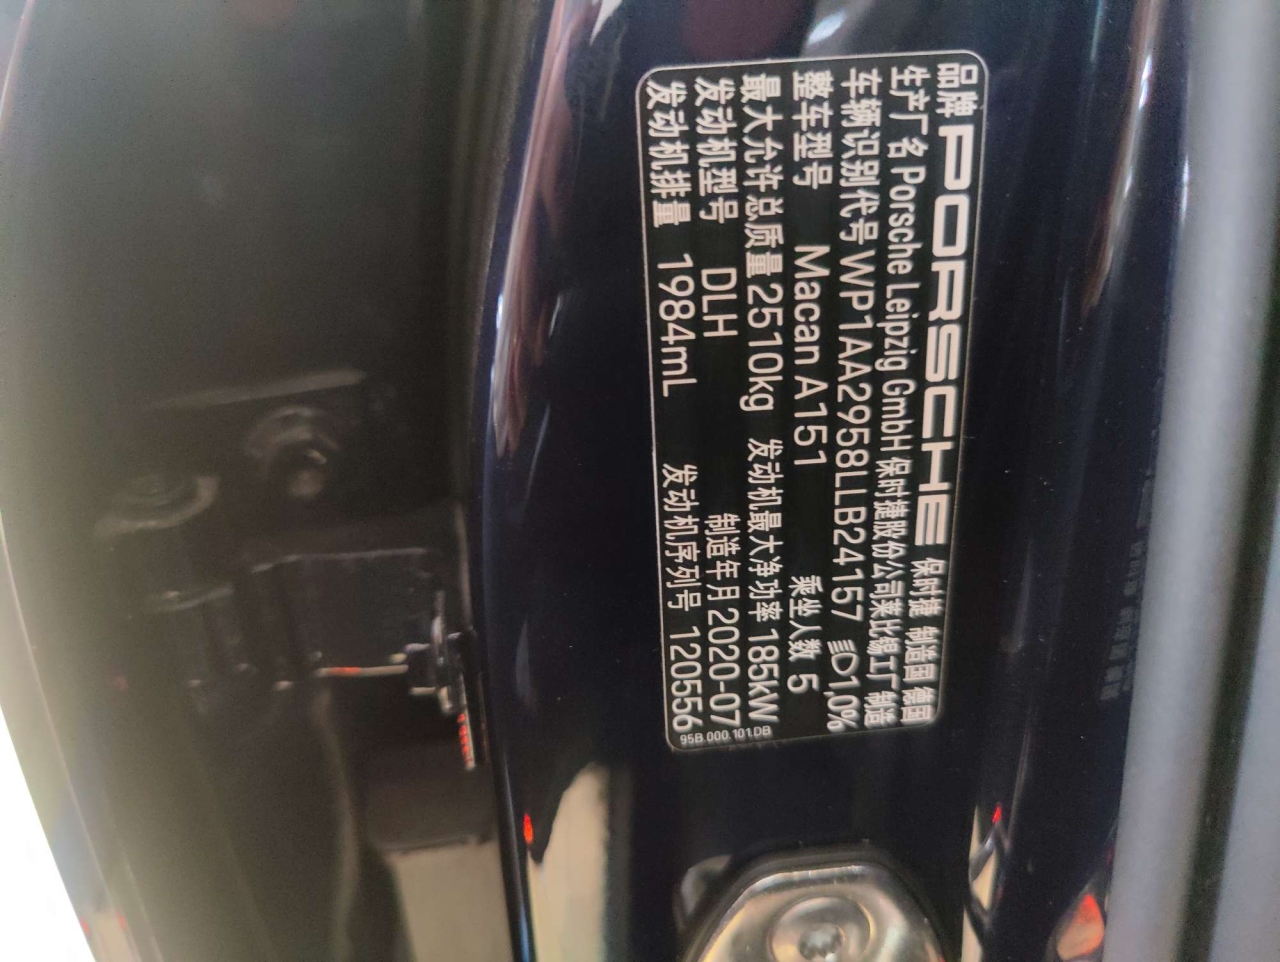 品牌 PORSCHE 保时捷 制造国 德国
生产厂名 Porsche Leipzig GmbH 保时捷股份公司莱比锡工厂 制造
车辆识别代号 WP1AA2958LLB24157 1,0%
整车型号 Macan A151 乘坐人数 5
最大允许总质量 2510kg 发动机最大净功率 185kW
发动机型号 DLH 制造年月 2020-07
发动机排量 1984mL 发动机序列号 120556
95B.000.101.DB